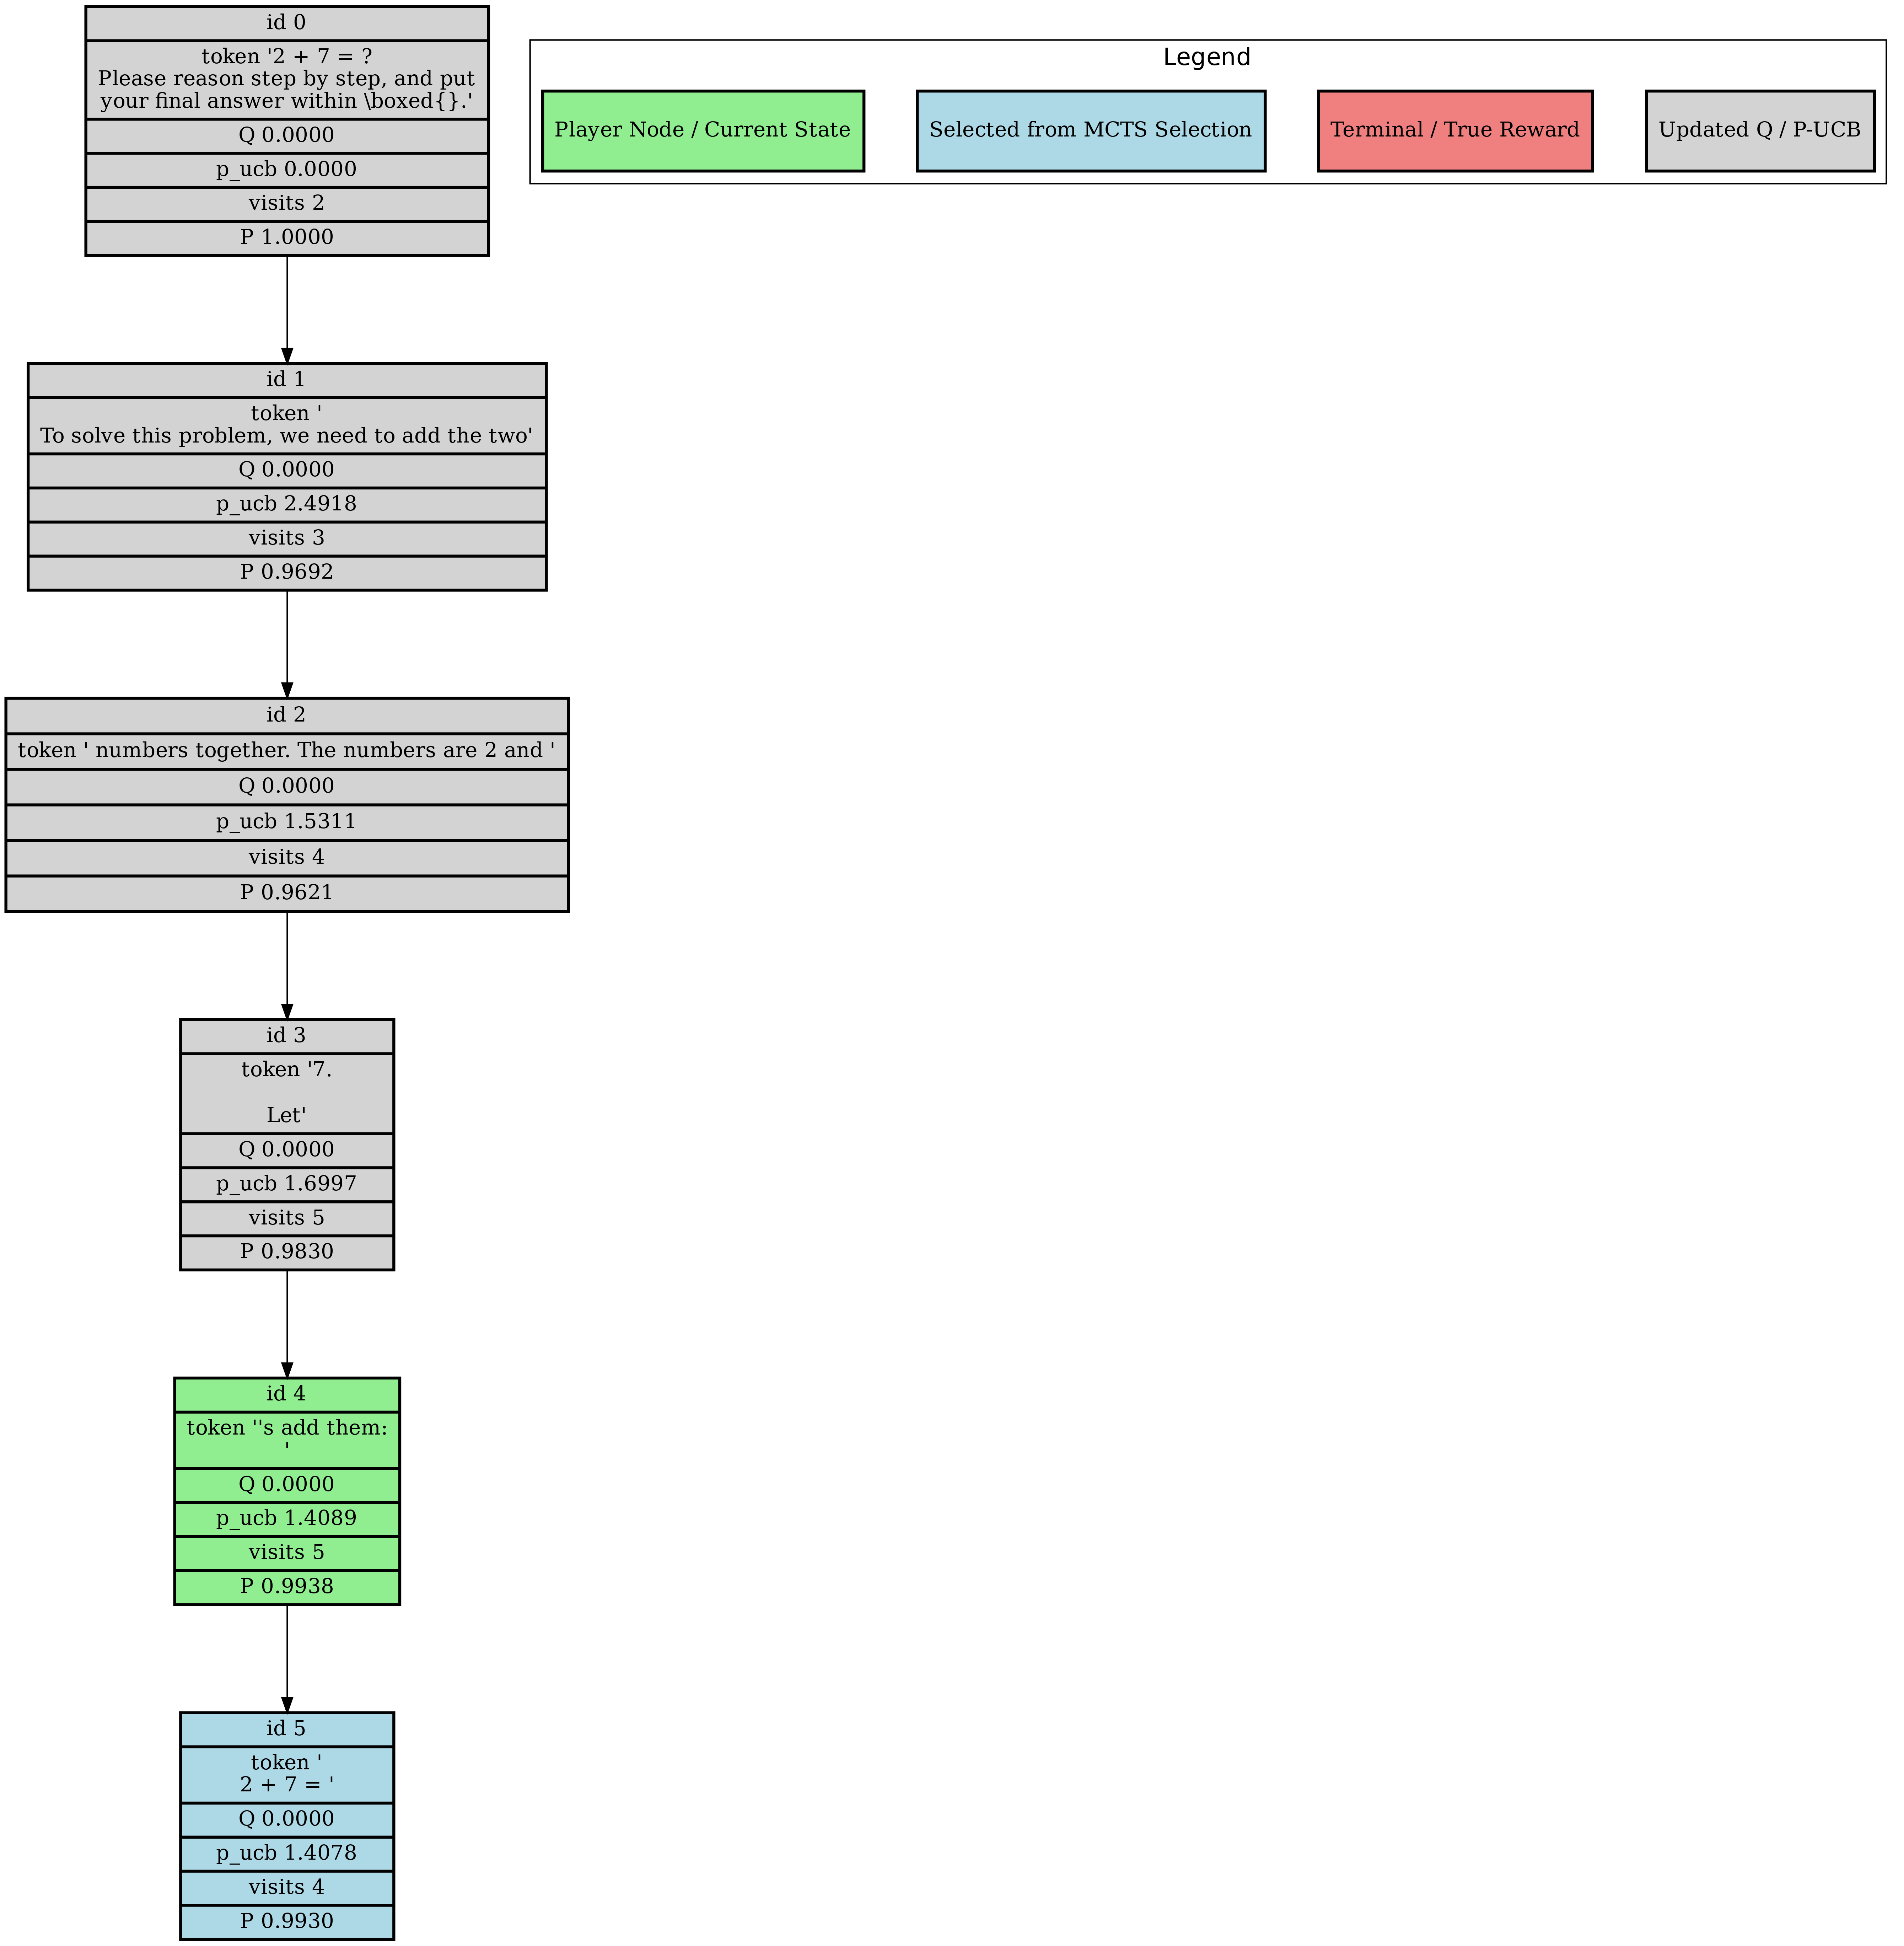 id 0
token '2 + 7 = ?
Please reason step by step, and put
your final answer within \boxed{}.'
Q 0.0000
p_ucb 0.0000
visits 2
P 1.0000
Legend
Player Node / Current State
Selected from MCTS Selection
Terminal / True Reward
Updated Q / P-UCB
id 1
token '
To solve this problem, we need to add the two'
Q 0.0000
p_ucb 2.4918
visits 3
P 0.9692
id 2
token ' numbers together. The numbers are 2 and '
Q 0.0000
p_ucb 1.5311
visits 4
P 0.9621
id 3
token '7.
Let'
Q 0.0000
p_ucb 1.6997
visits 5
P 0.9830
id 4
token ''s add them:
'
Q 0.0000
p_ucb 1.4089
visits 5
P 0.9938
id 5
token '
2 + 7 = '
Q 0.0000
p_ucb 1.4078
visits 4
P 0.9930